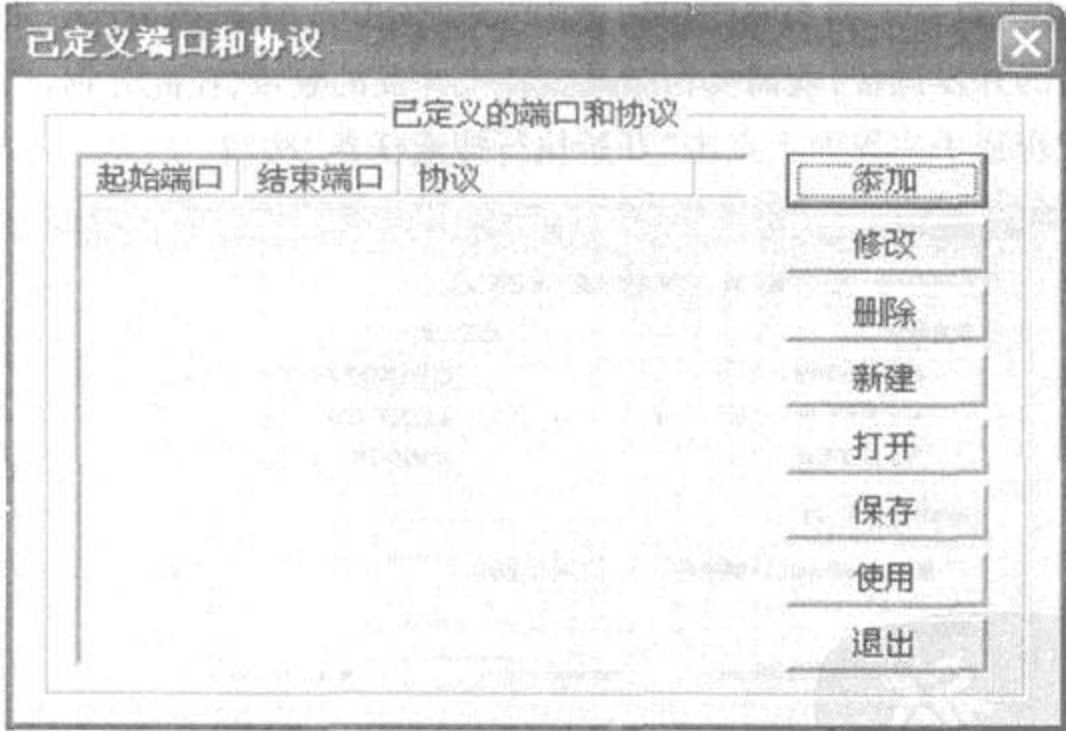 已定义端口和协议
已定义的端口和协议
起始端口 结束端口 协议
添加
修改
删除
新建
打开
保存
使用
退出